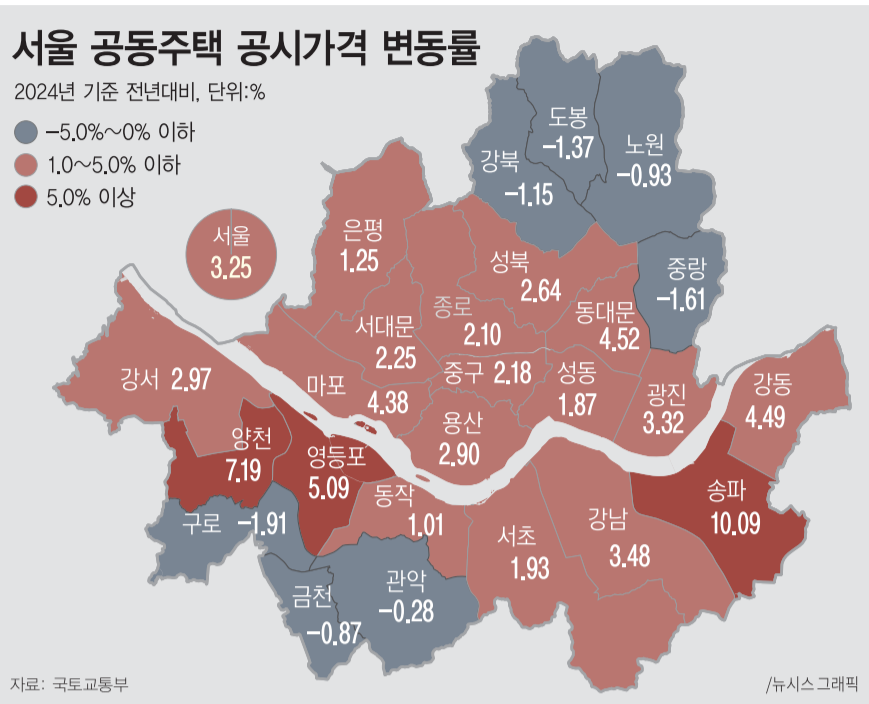 서울 공동주택 공시가격 변동률
2024년 기준 전년대비, 단위:%
−5.0%~0% 이하
1.0~5.0% 이하
5.0% 이상
서울
3.25
도봉
−1.37
노원
−0.93
강북
−1.15
은평
1.25
성북
2.64
중랑
−1.61
종로
2.10
동대문
4.52
서대문
2.25
강서 2.97
마포
4.38
중구 2.18
성동
1.87
광진
3.32
강동
4.49
용산
2.90
양천
7.19
영등포
5.09
동작
1.01
송파
10.09
구로 −1.91
서초
1.93
강남
3.48
관악
−0.28
금천
−0.87
자료: 국토교통부
/뉴시스 그래픽